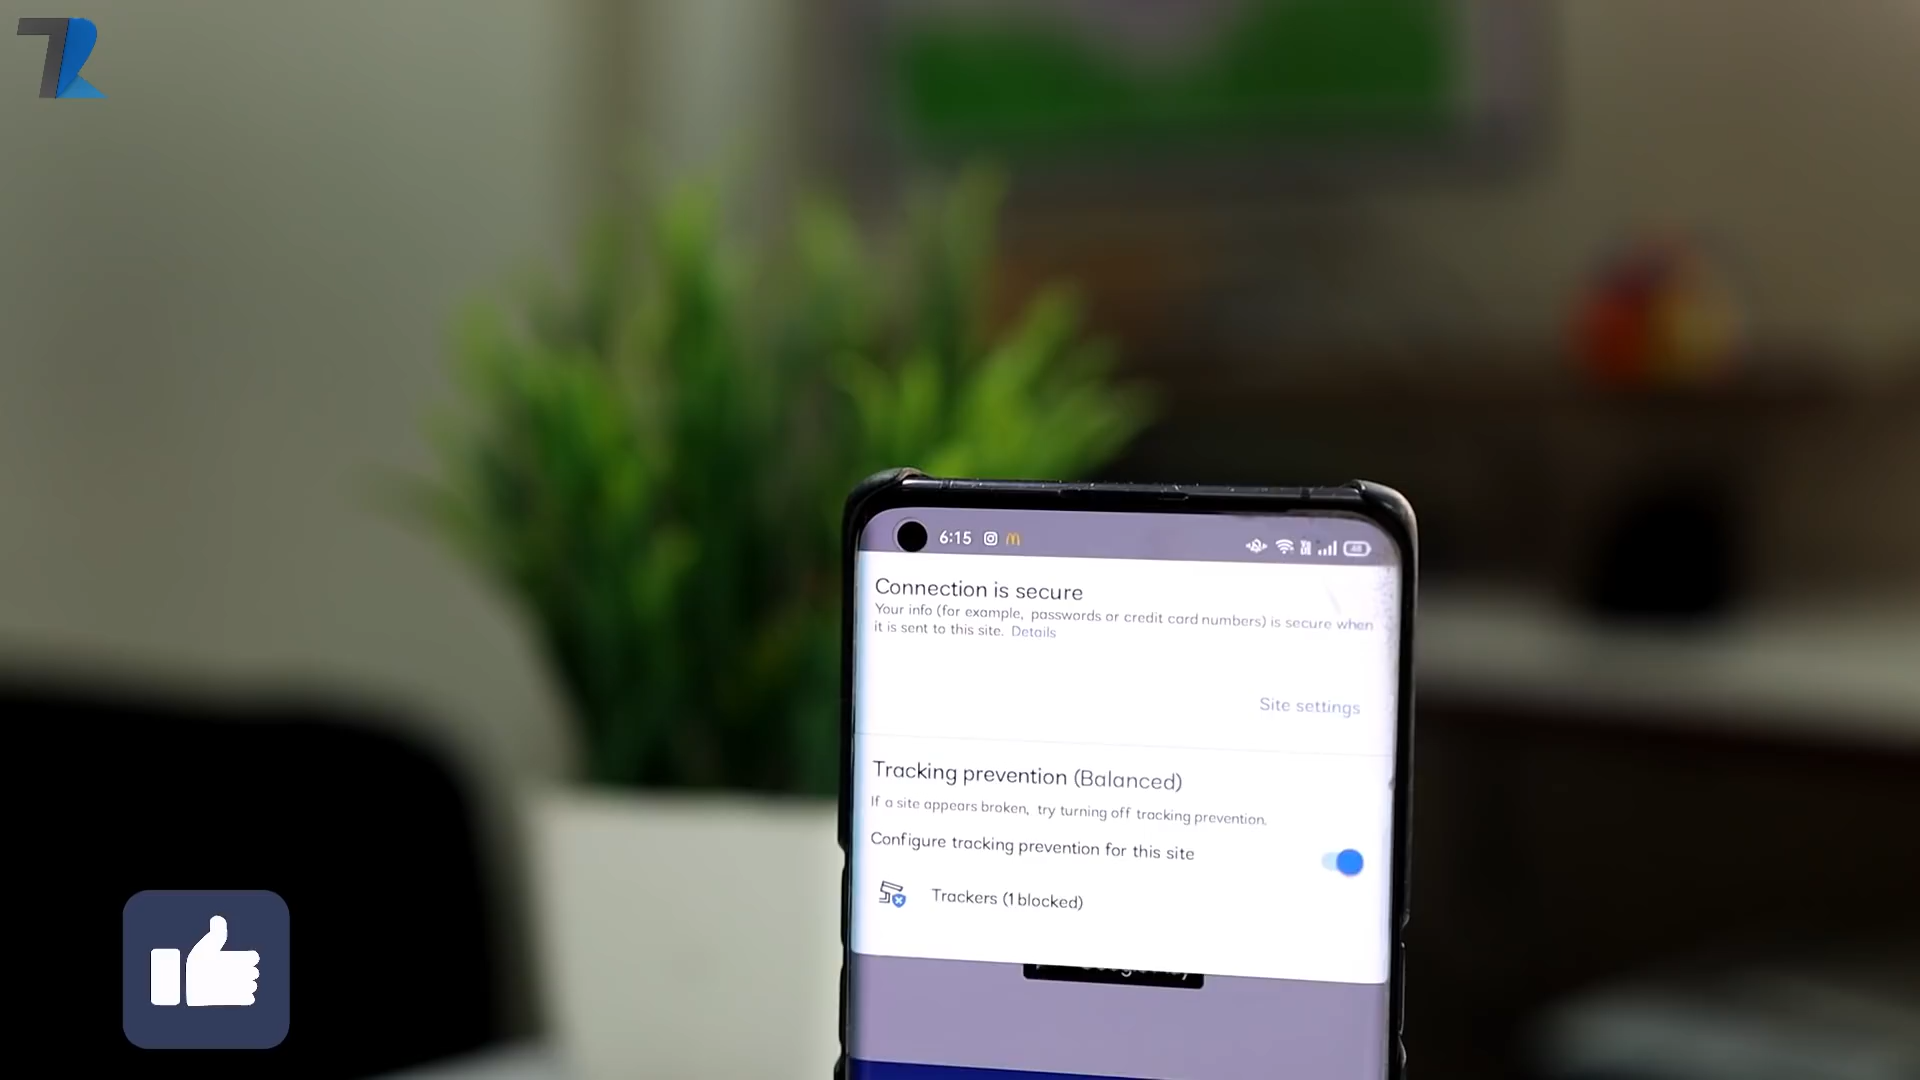 6:15
48
Connection is secure
Your info (for example, passwords or credit card numbers) is secure when
it is sent to this site. Details
Site settings
Tracking prevention (Balanced)
If a site appears broken, try turning off tracking prevention.
Configure tracking prevention for this site
Trackers (1 blocked)